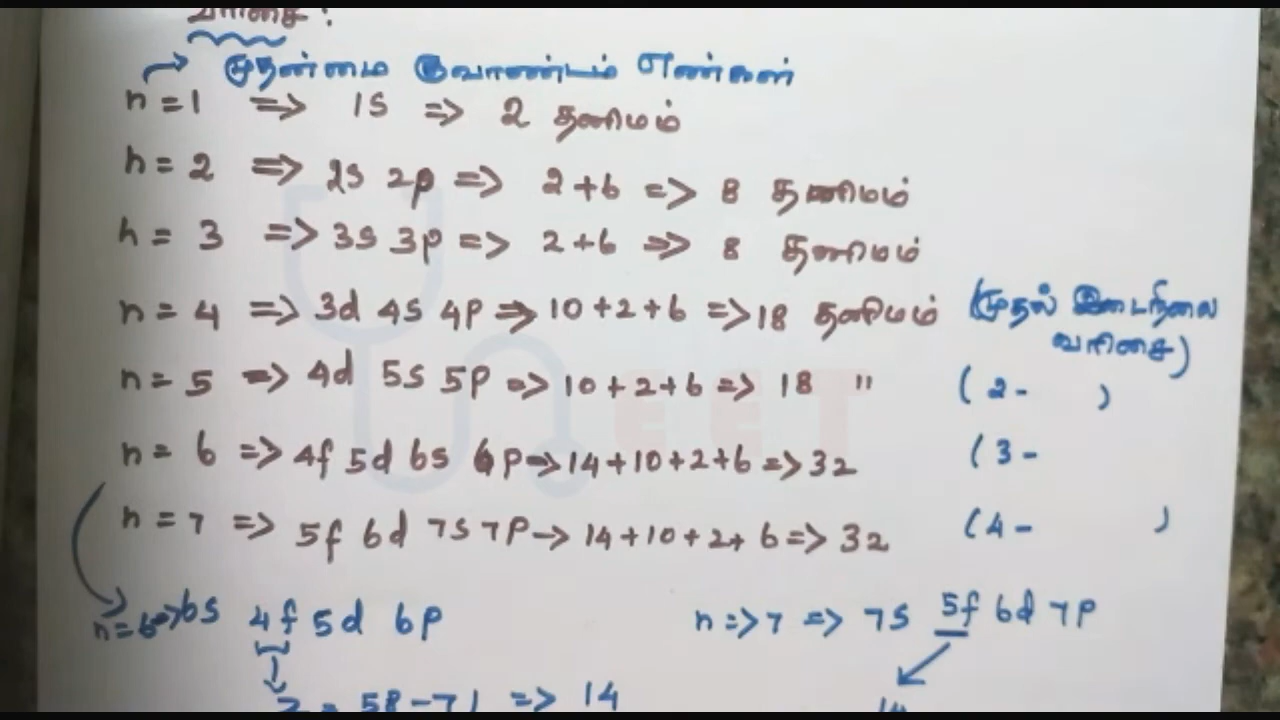 வரிசை :
முதன்மை குவாண்டம் எண்கள்
n = 1 => 1s => 2 தனிமம்
n = 2 => 2s 2p => 2+6 => 8 தனிமம்
n = 3 => 3s 3p => 2+6 => 8 தனிமம்
n = 4 => 3d 4s 4p => 10+2+6 => 18 தனிமம் (முதல் இடைநிலை
வரிசை)
n = 5 => 4d 5s 5p => 10+2+6 => 18 " ( 2 - )
n = 6 => 4f 5d 6s 6p => 14+10+2+6 => 32 ( 3 -
n = 7 => 5f 6d 7s 7p -> 14+10+2+6 => 32 ( 4 - )
n = 6 => 6s 4f 5d 6p n => 7 => 7s 5f 6d 7p
Z = 58-71 => 14 14